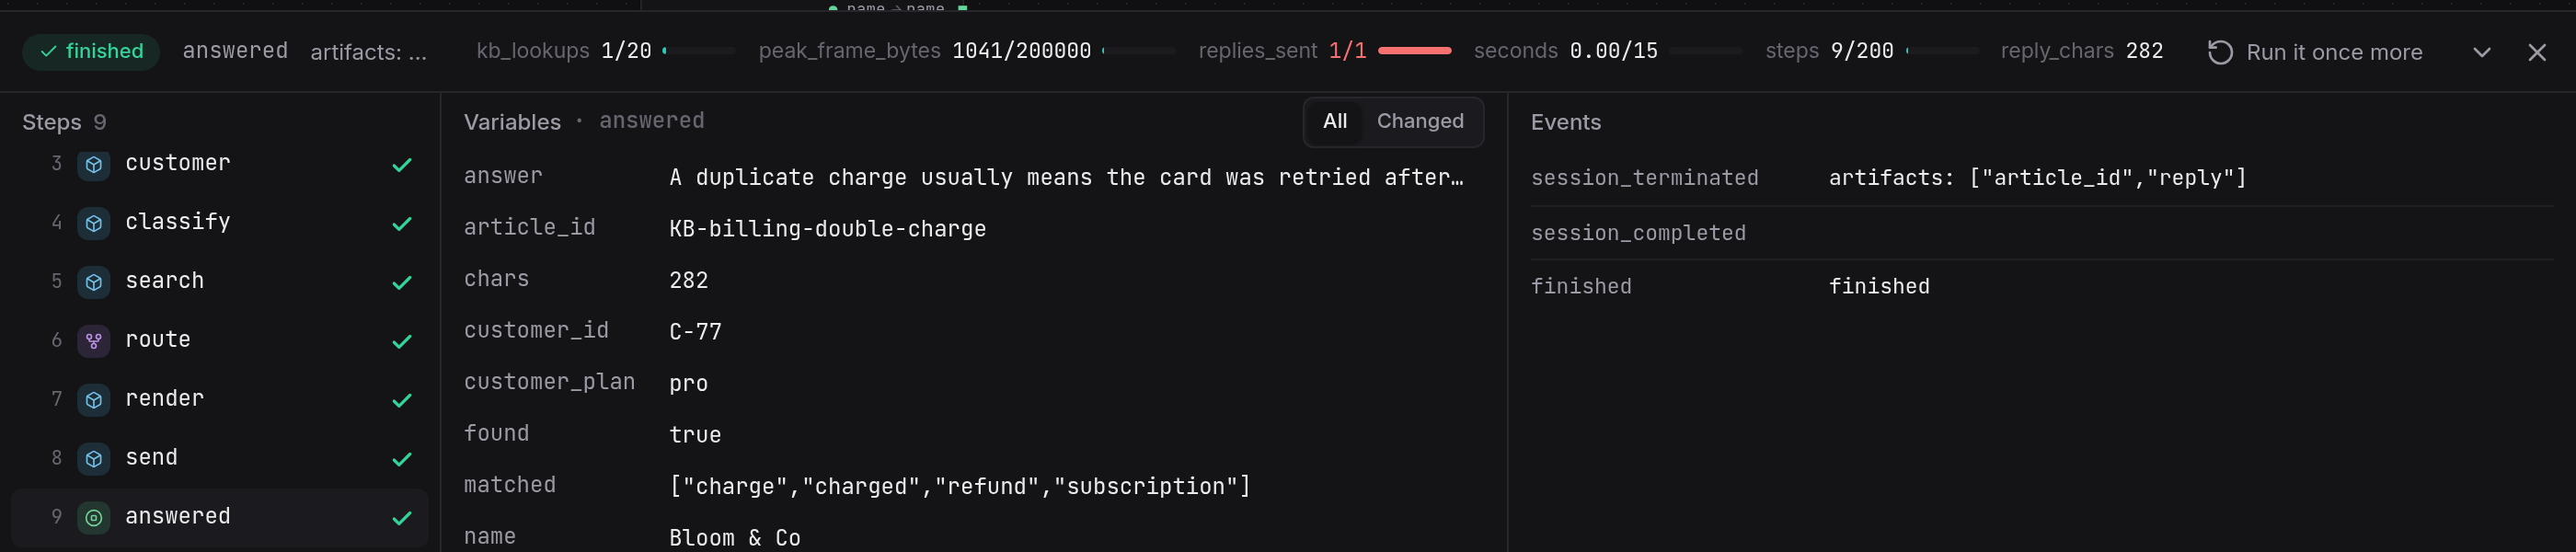 name → name
finished answered artifacts: ... kb_lookups 1/20 peak_frame_bytes 1041/200000 replies_sent 1/1 seconds 0.00/15 steps 9/200 reply_chars 282 Run it once more
Steps 9
3 customer
4 classify
5 search
6 route
7 render
8 send
9 answered
Variables · answered All Changed
answer A duplicate charge usually means the card was retried after…
article_id KB-billing-double-charge
chars 282
customer_id C-77
customer_plan pro
found true
matched ["charge","charged","refund","subscription"]
name Bloom & Co
Events
session_terminated artifacts: ["article_id","reply"]
session_completed
finished finished